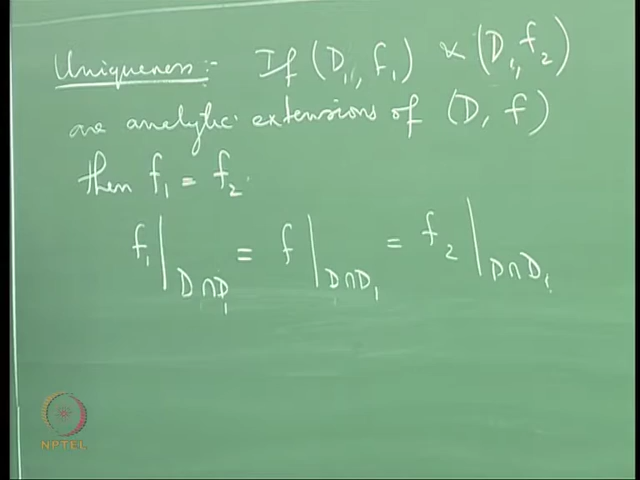 Uniqueness:- If (D₁, f₁) & (D₁, f₂)
are analytic extensions of (D, f)
then f₁ = f₂.
f₁|D∩D₁ = f|D∩D₁ = f₂|D∩D₁
NPTEL